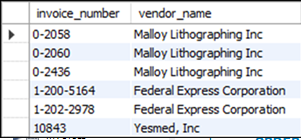 invoice_number vendor_name
0-2058 Malloy Lithographing Inc
0-2060 Malloy Lithographing Inc
0-2436 Malloy Lithographing Inc
1-200-5164 Federal Express Corporation
1-202-2978 Federal Express Corporation
10843 Yesmed, Inc